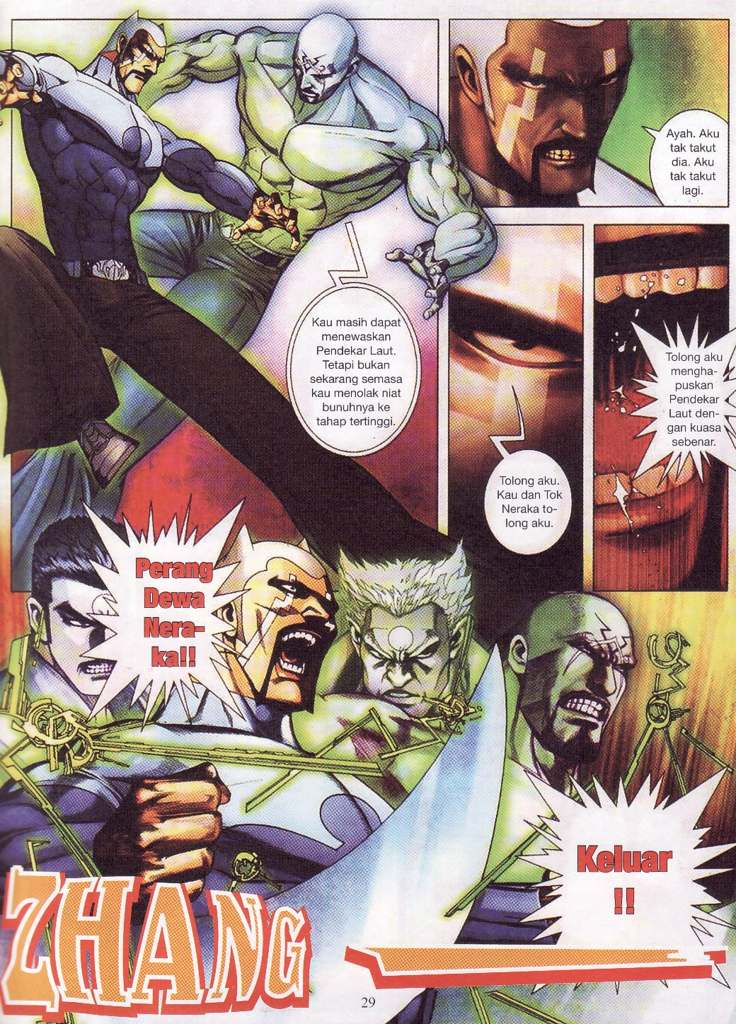 Kau masih dapat
menewaskan
Pendekar Laut.
Tetapi bukan
sekarang semasa
kau menolak niat
bunuhnya ke
tahap tertinggi.
Ayah. Aku
tak takut
dia. Aku
tak takut
lagi.
Tolong aku.
Kau dan Tok
Neraka to-
long aku.
Tolong aku
mengha-
puskan
Pendekar
Laut den-
gan kuasa
sebenar.
Perang
Dewa
Nera-
ka!!
Keluar
!!
ZHANG
29